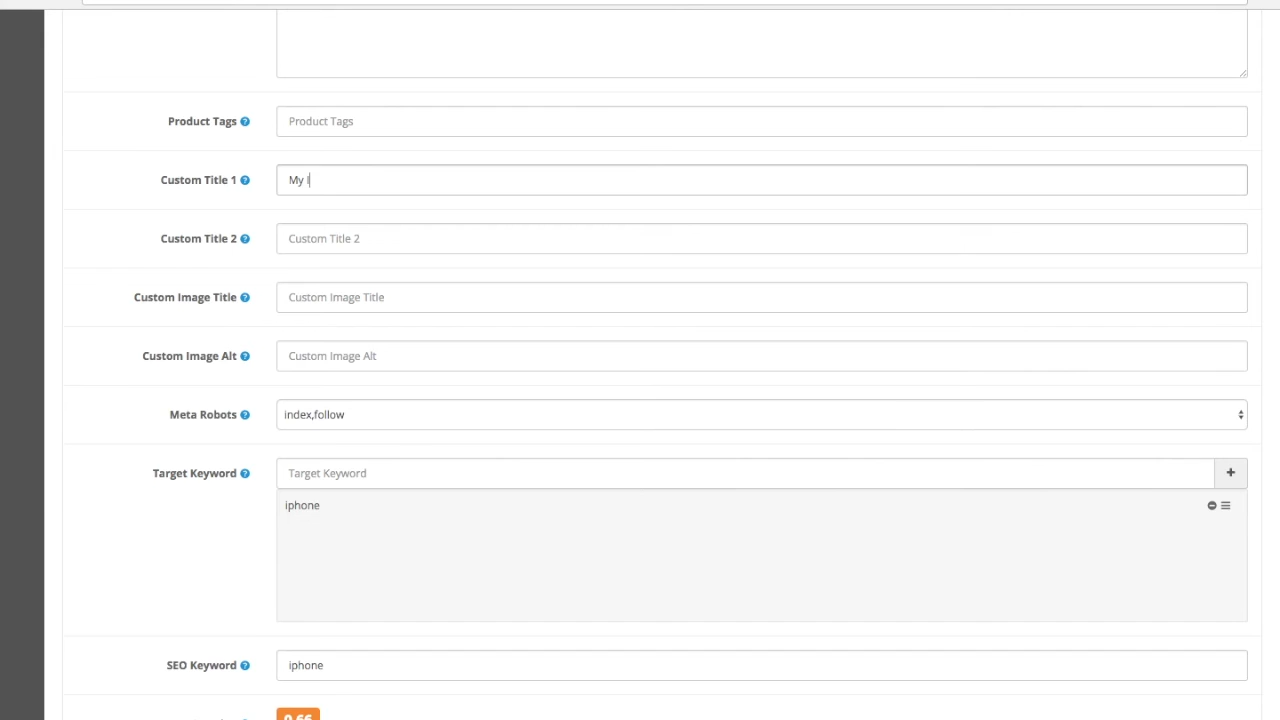 Product Tags ? Product Tags
Custom Title 1 ? My I
Custom Title 2 ? Custom Title 2
Custom Image Title ? Custom Image Title
Custom Image Alt ? Custom Image Alt
Meta Robots ? index,follow
Target Keyword ? Target Keyword +
iphone
SEO Keyword ? iphone
0.66